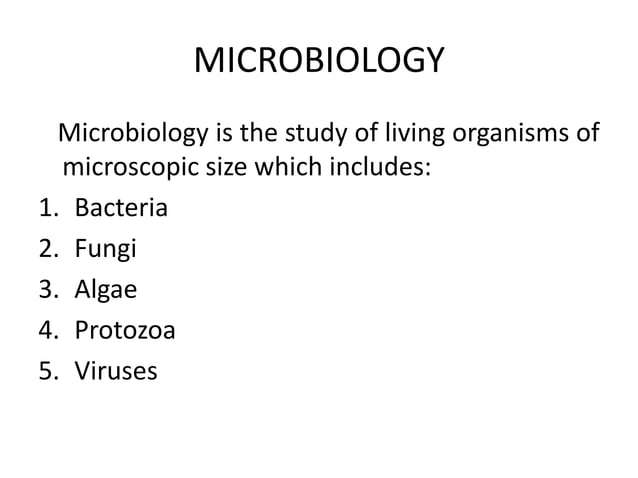 MICROBIOLOGY
Microbiology is the study of living organisms of
microscopic size which includes:
1. Bacteria
2. Fungi
3. Algae
4. Protozoa
5. Viruses